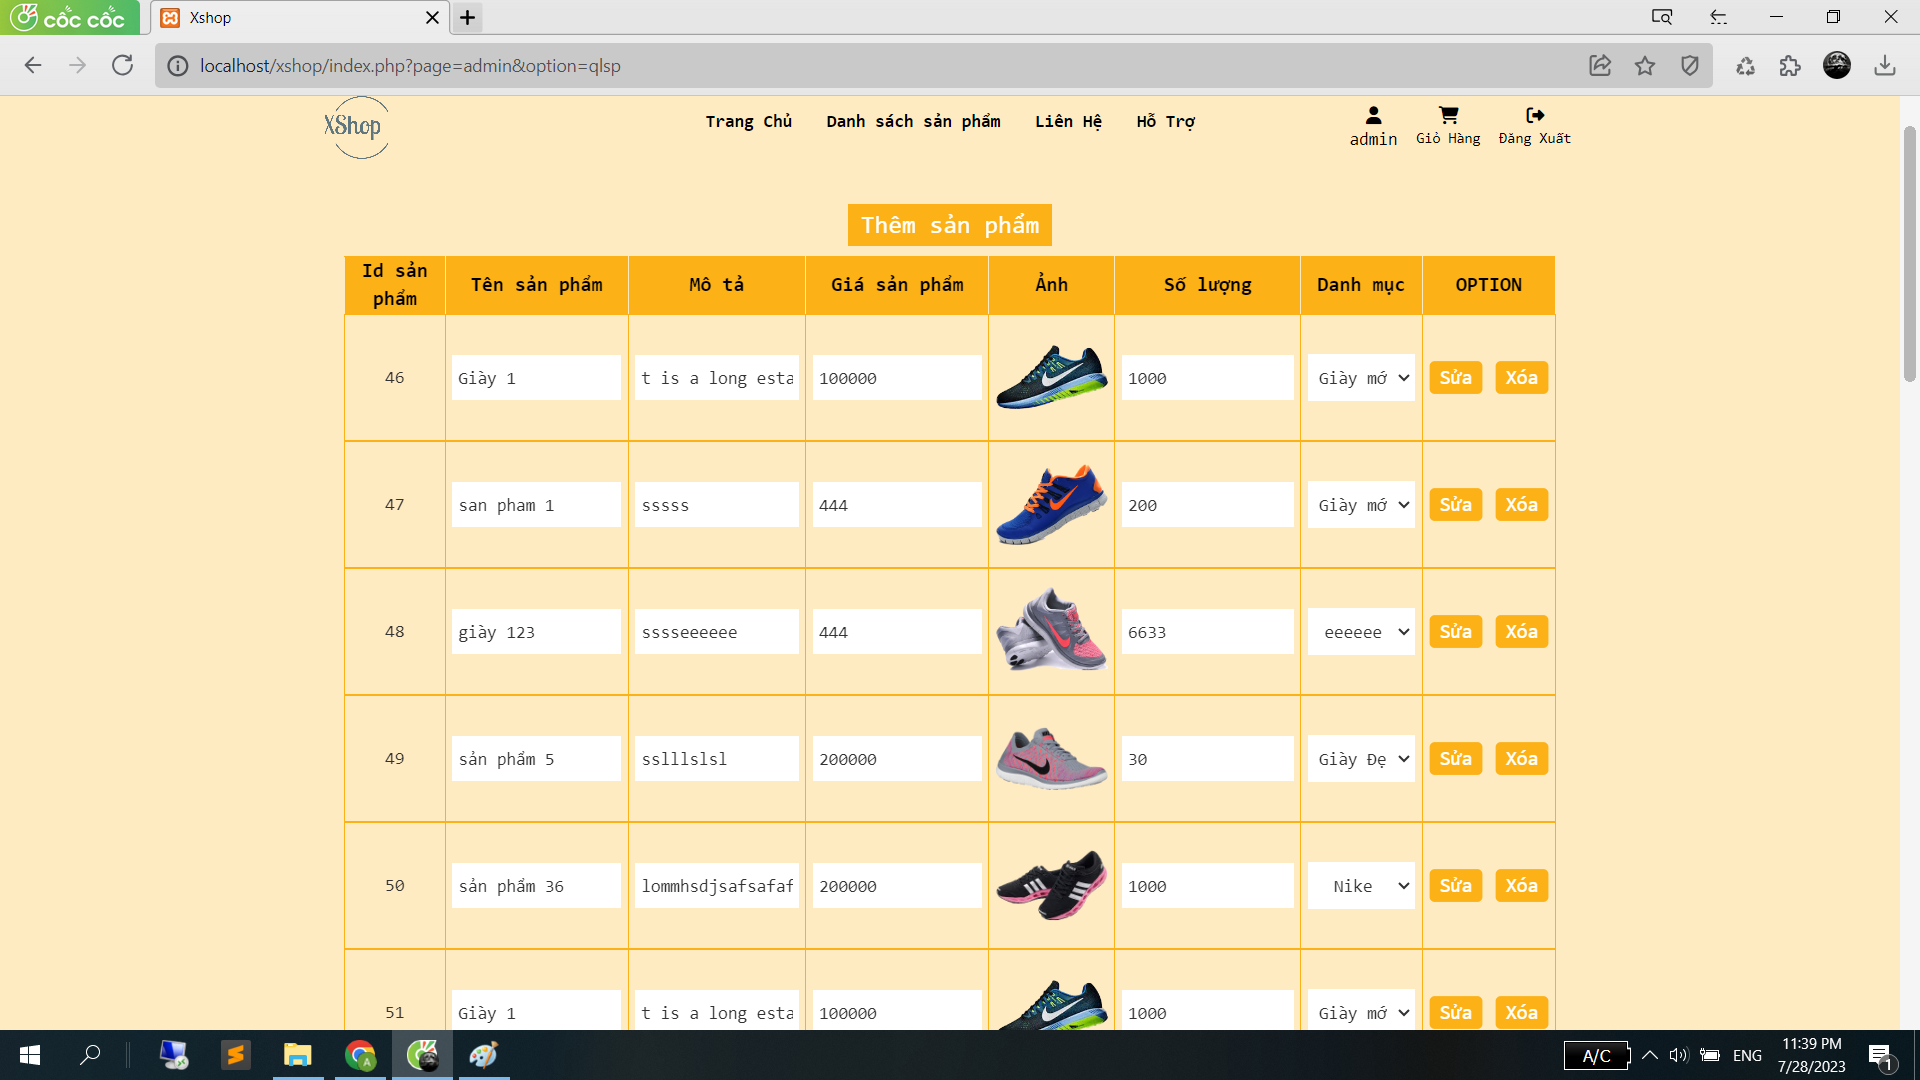 cốc cốc
Xshop
localhost/xshop/index.php?page=admin&option=qlsp
XShop
Trang Chủ
Danh sách sản phẩm
Liên Hệ
Hỗ Trợ
admin
Giỏ Hàng
Đăng Xuất
Thêm sản phẩm
Id sản phẩm
Tên sản phẩm
Mô tả
Giá sản phẩm
Ảnh
Số lượng
Danh mục
OPTION
46
Giày 1
t is a long esta
100000
1000
Giày mớ
Sửa
Xóa
47
san pham 1
sssss
444
200
Giày mớ
Sửa
Xóa
48
giày 123
sssseeeeee
444
6633
eeeeee
Sửa
Xóa
49
sản phẩm 5
sslllslsl
200000
30
Giày Đẹ
Sửa
Xóa
50
sản phẩm 36
lommhsdjsafsafaf
200000
1000
Nike
Sửa
Xóa
51
Giày 1
t is a long esta
100000
1000
Giày mớ
Sửa
Xóa
A/C
ENG
11:39 PM
7/28/2023
1